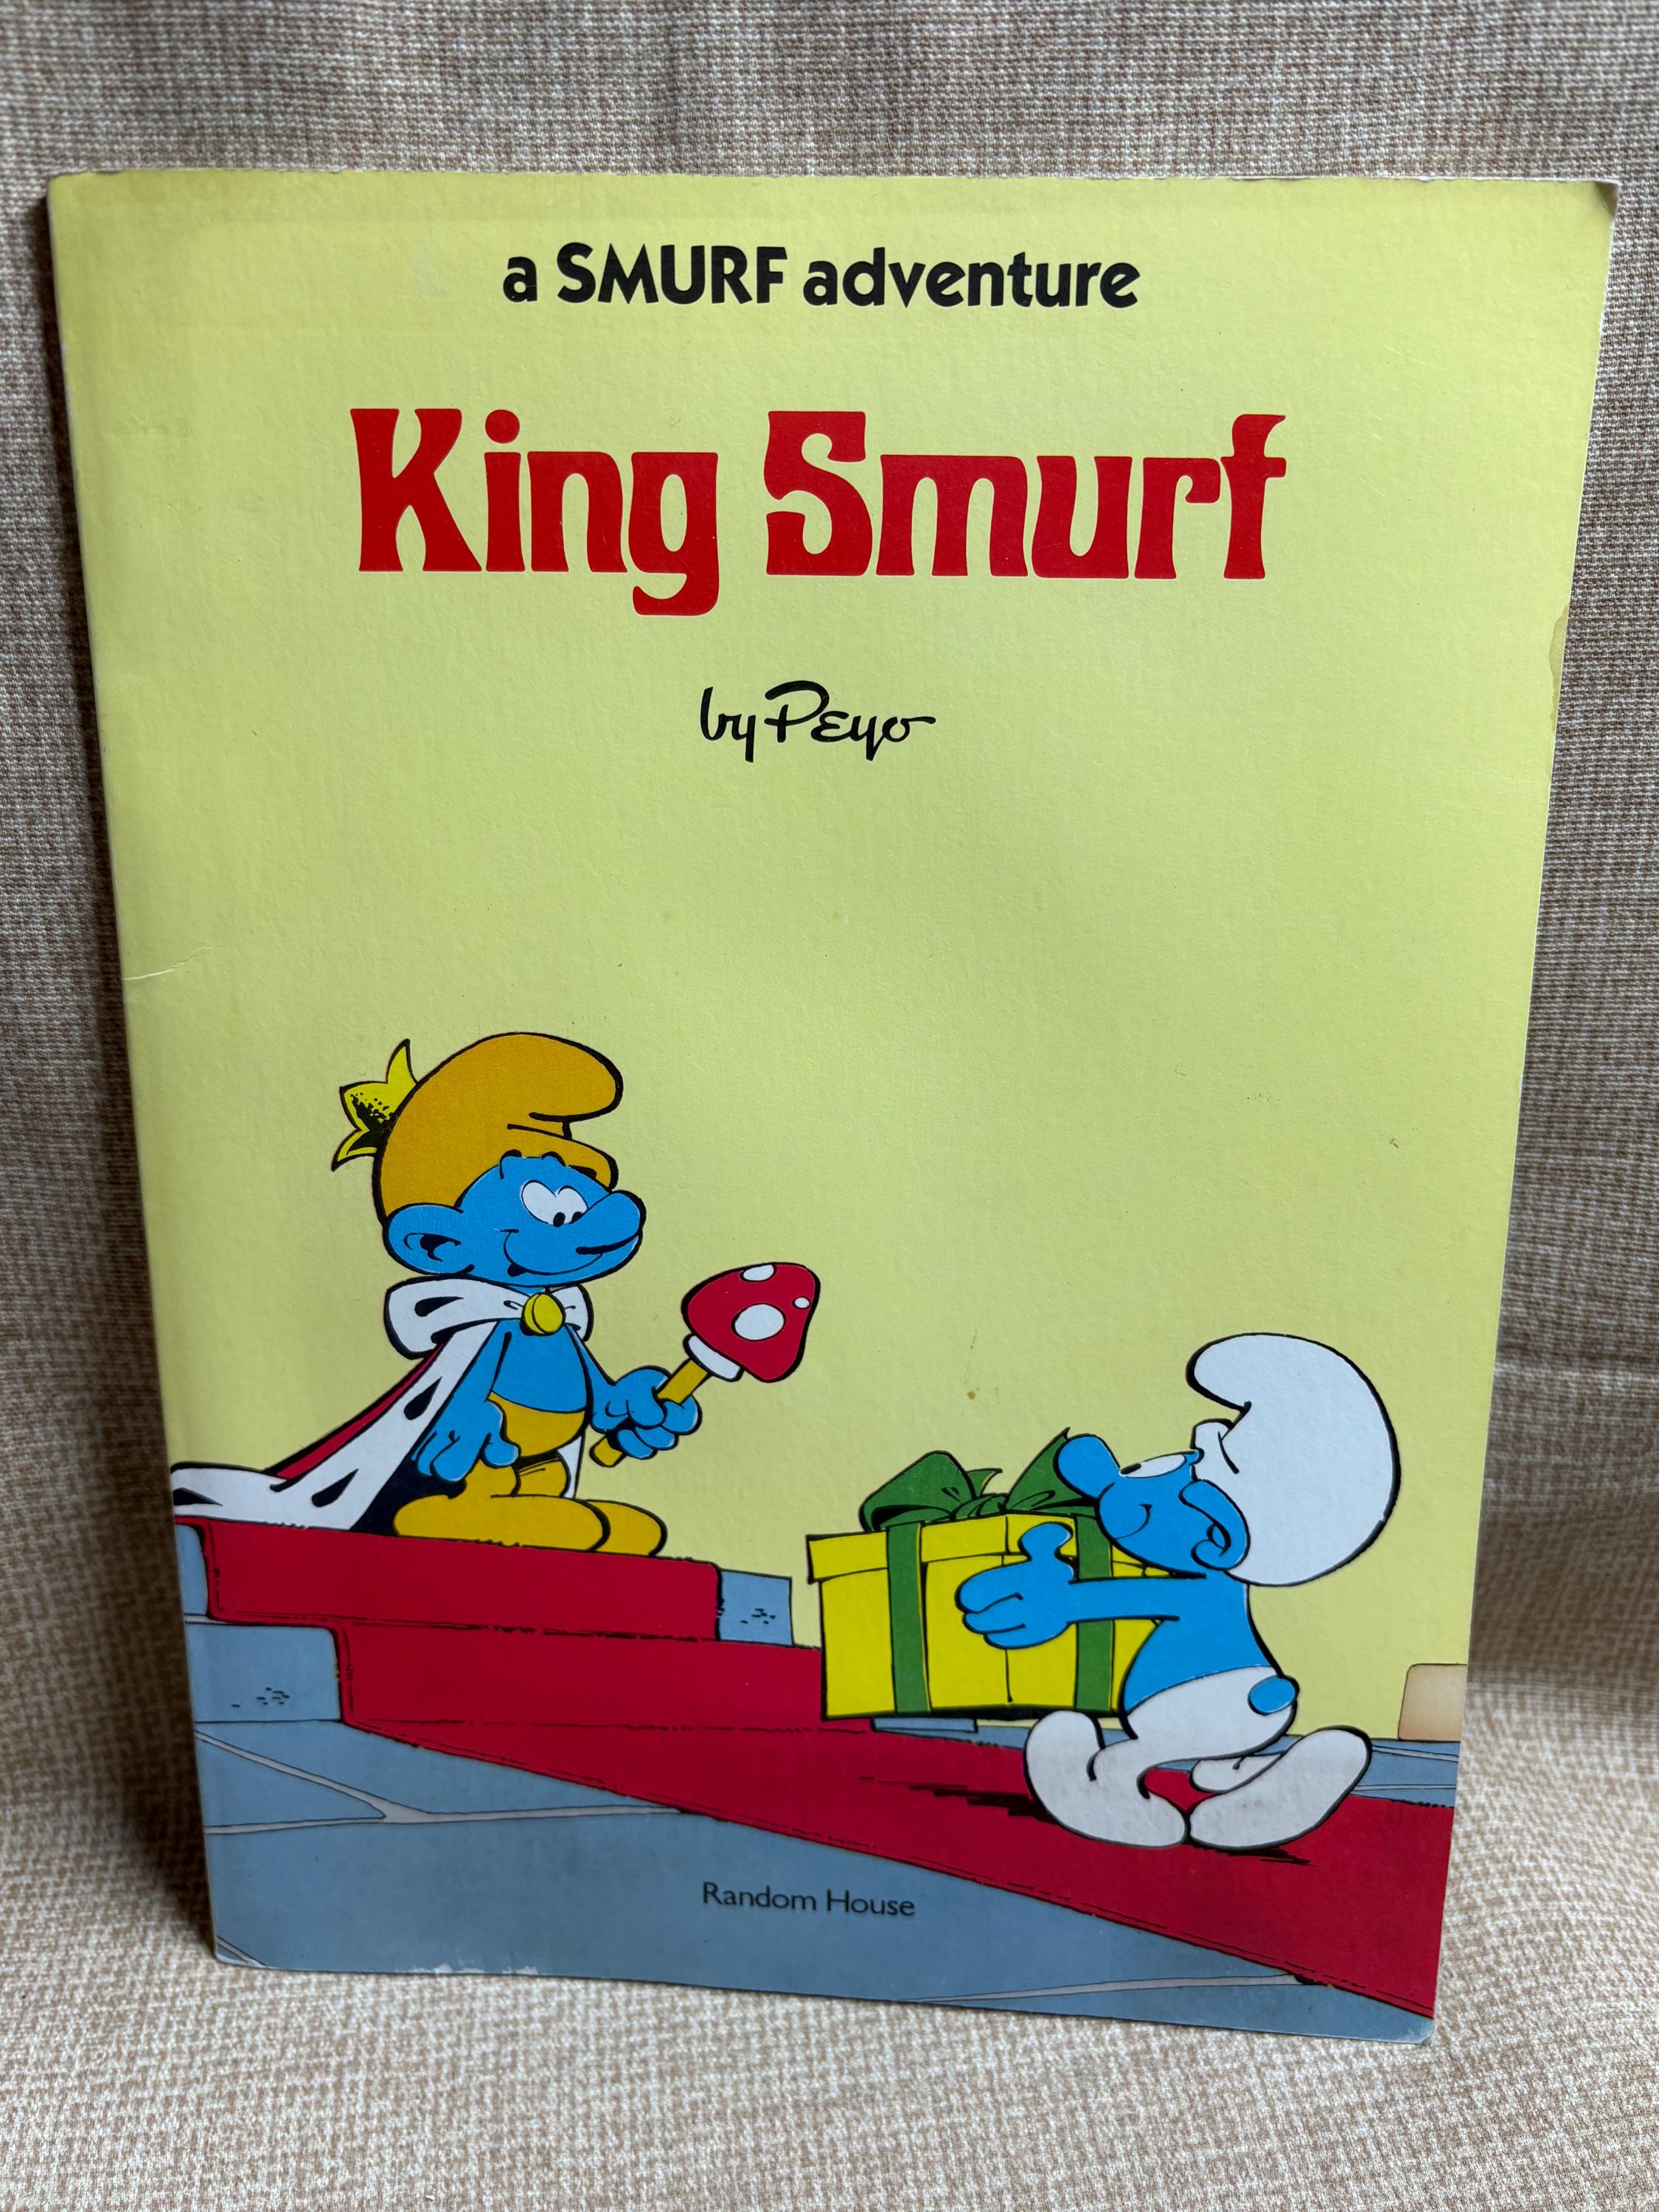 a SMURF adventure
King Smurf
by Peyo
Random House